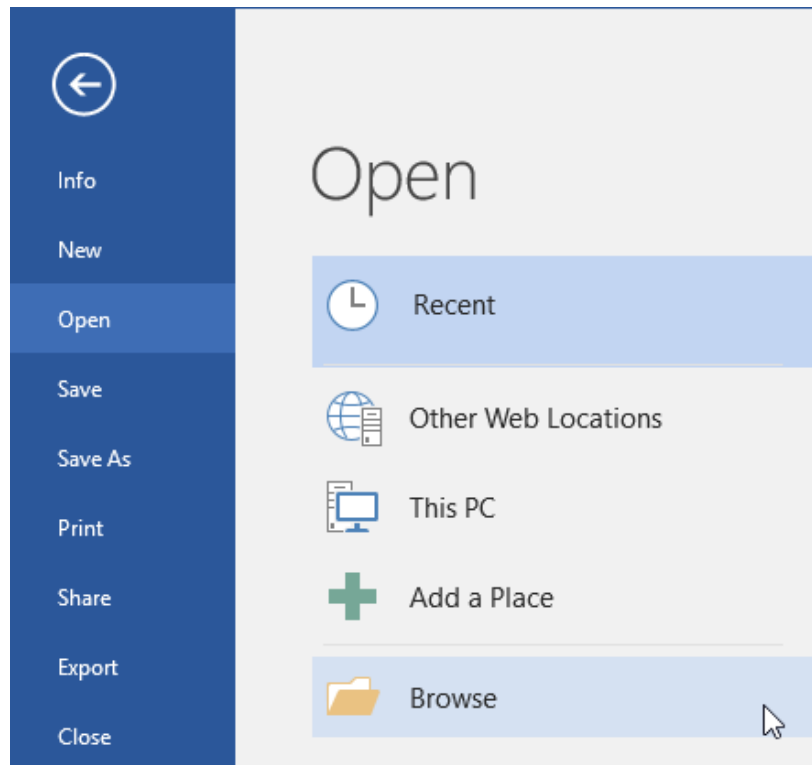 Info
New
Open
Save
Save As
Print
Share
Export
Close
Open
Recent
Other Web Locations
This PC
Add a Place
Browse